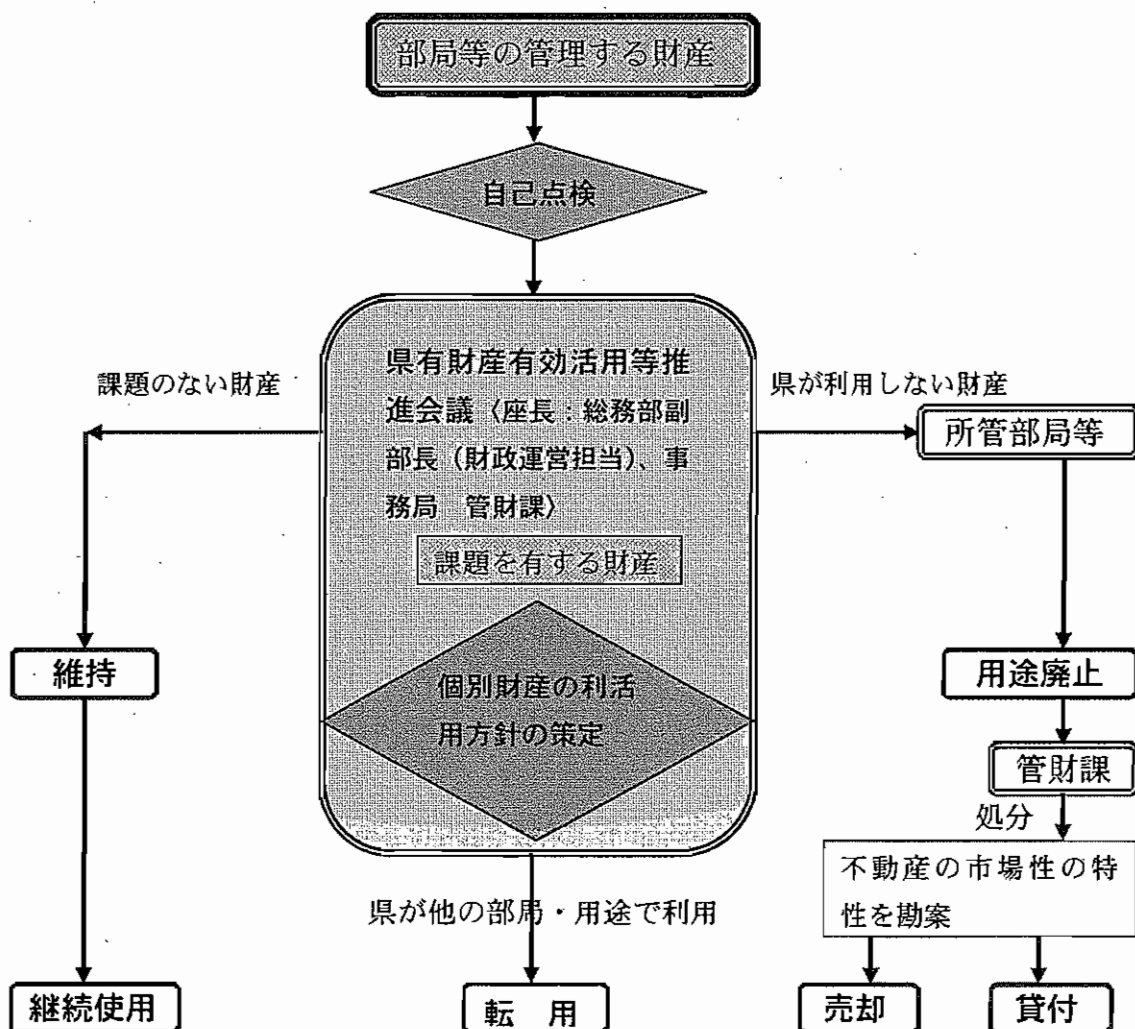 部局等の管理する財産
自己点検
県有財産有効活用等推
進会議〈座長：総務部副
部長（財政運営担当）、事
務局　管財課〉
課題を有する財産
個別財産の利活
用方針の策定
課題のない財産
維持
継続使用
県が他の部局・用途で利用
転　用
県が利用しない財産
所管部局等
用途廃止
管財課
処分
不動産の市場性の特
性を勘案
売却
貸付